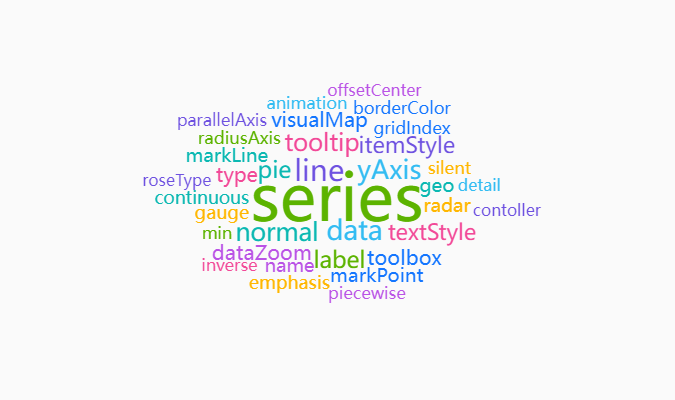 offsetCenter
animation borderColor
parallelAxis visualMap gridIndex
radiusAxis tooltip itemStyle
markLine pie line yAxis silent
roseType type series geo detail
continuous radar contoller
gauge
min normal data textStyle
dataZoom label toolbox
inverse name markPoint
emphasis piecewise